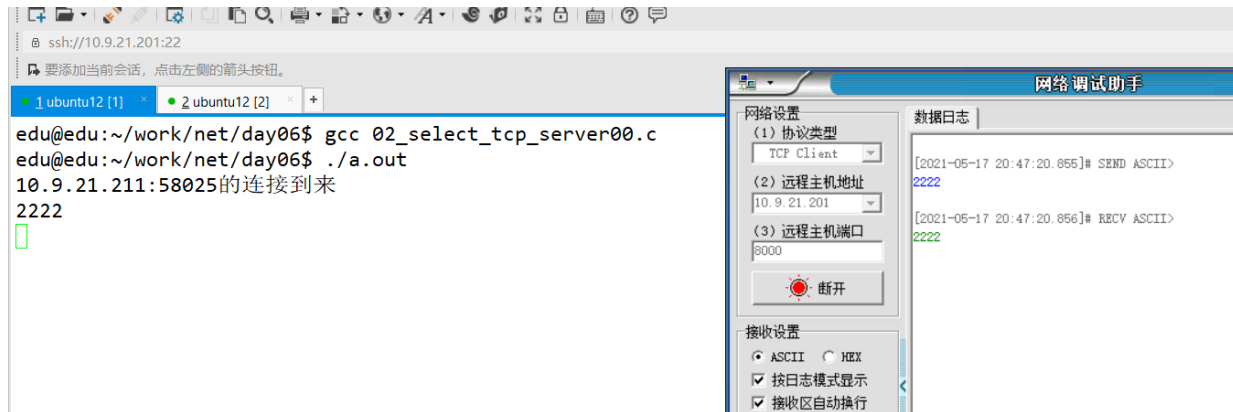 ssh://10.9.21.201:22
要添加当前会话，点击左侧的箭头按钮。
1 ubuntu12 [1] × 2 ubuntu12 [2] × +
edu@edu:~/work/net/day06$ gcc 02_select_tcp_server00.c
edu@edu:~/work/net/day06$ ./a.out
10.9.21.211:58025的连接到来
2222
网络调试助手
网络设置
(1) 协议类型
TCP Client
(2) 远程主机地址
10.9.21.201
(3) 远程主机端口
8000
断开
接收设置
ASCII HEX
按日志模式显示
接收区自动换行
数据日志
[2021-05-17 20:47:20.855]# SEND ASCII>
2222
[2021-05-17 20:47:20.856]# RECV ASCII>
2222